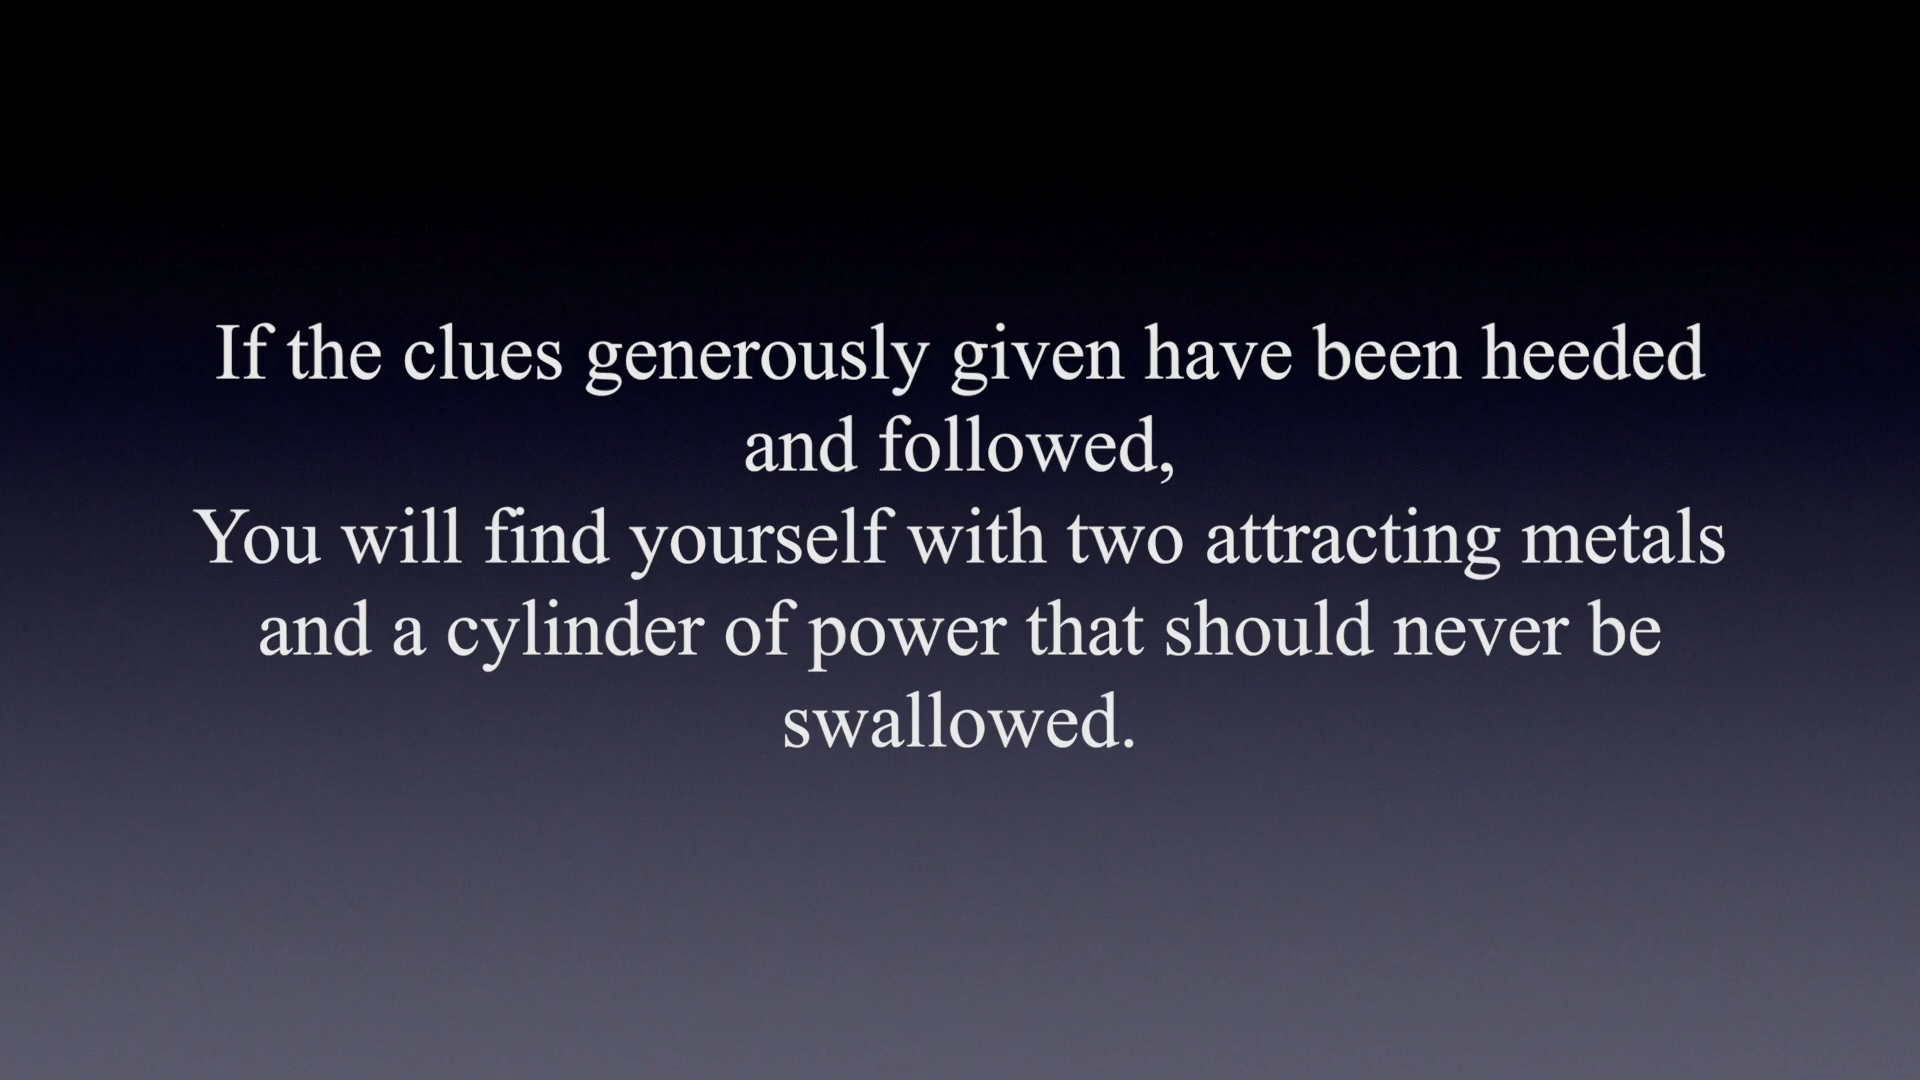 If the clues generously given have been heeded
and followed,
You will find yourself with two attracting metals
and a cylinder of power that should never be
swallowed.